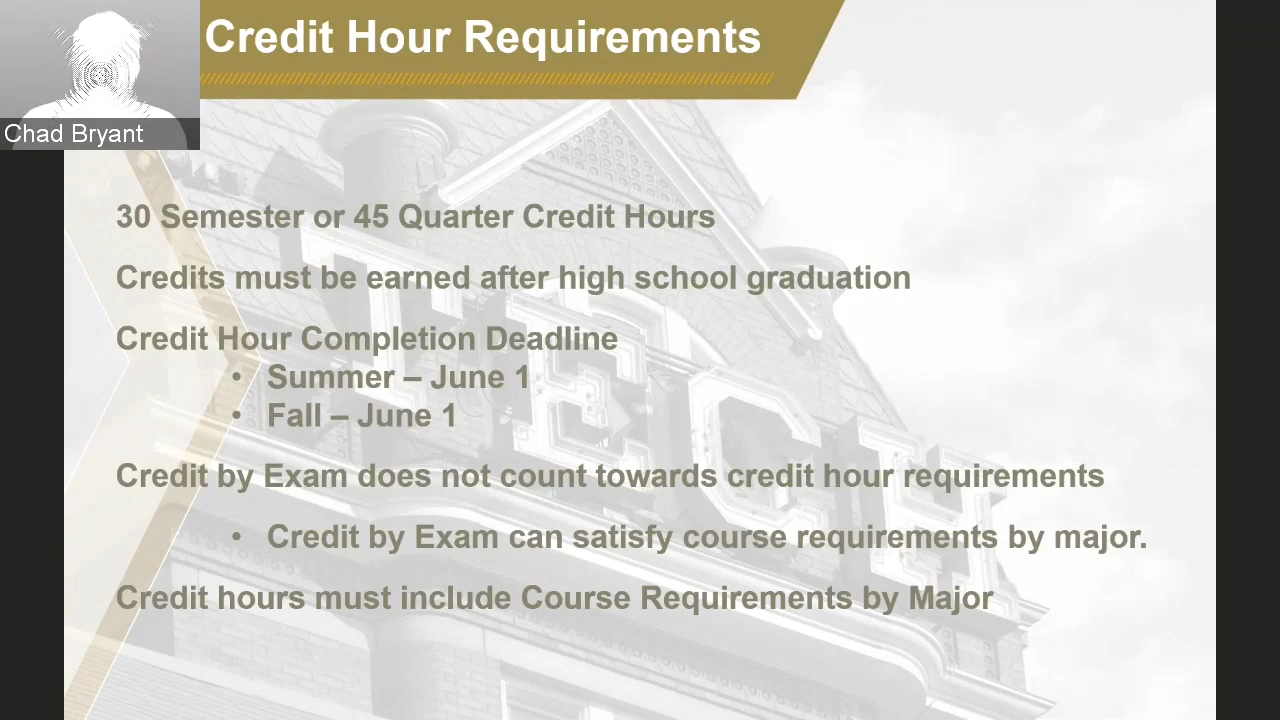 Credit Hour Requirements
Chad Bryant
30 Semester or 45 Quarter Credit Hours
Credits must be earned after high school graduation
Credit Hour Completion Deadline
• Summer – June 1
• Fall – June 1
Credit by Exam does not count towards credit hour requirements
• Credit by Exam can satisfy course requirements by major.
Credit hours must include Course Requirements by Major
TECH